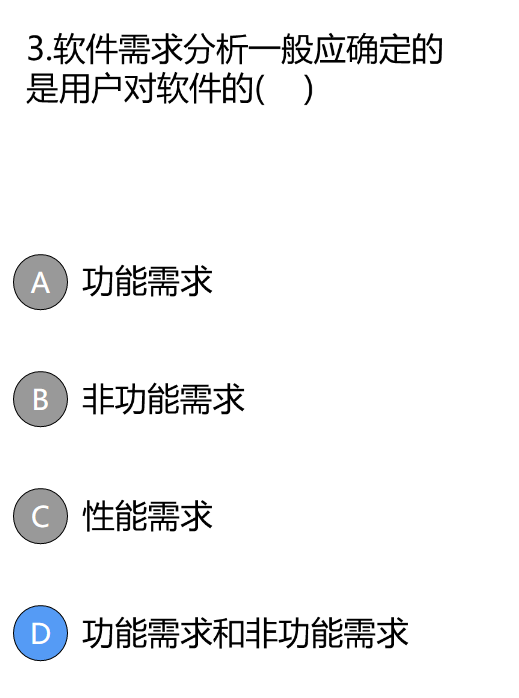 3.软件需求分析一般应确定的
是用户对软件的(    )
A 功能需求
B 非功能需求
C 性能需求
D 功能需求和非功能需求